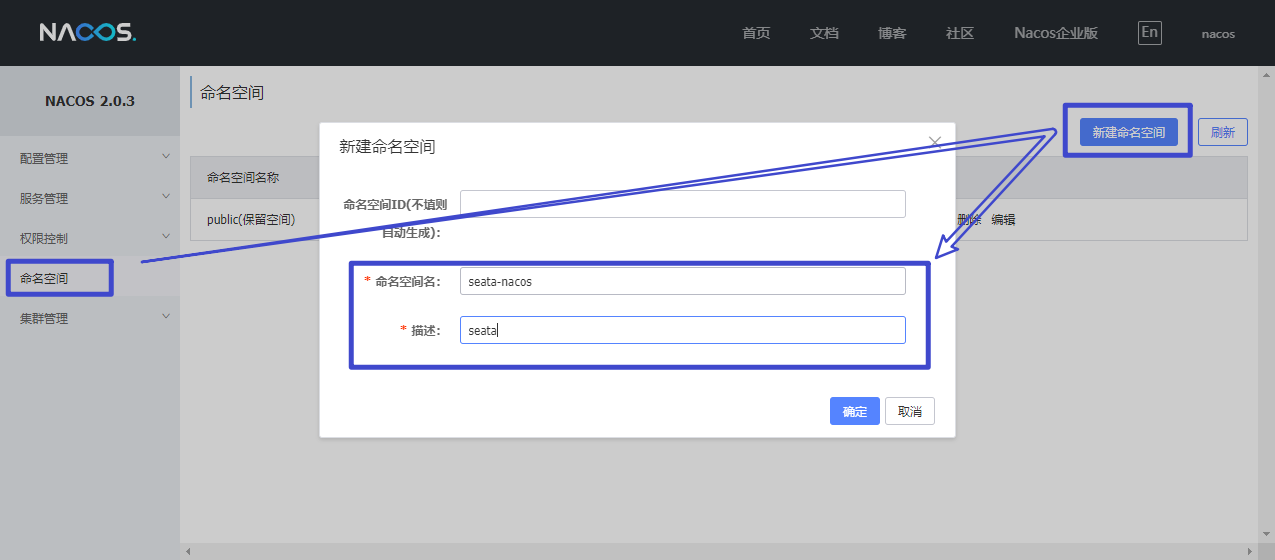 NACOS.
首页 文档 博客 社区 Nacos企业版 En nacos
NACOS 2.0.3
配置管理
服务管理
权限控制
命名空间
集群管理
命名空间
新建命名空间 刷新
命名空间名称
public(保留空间)
删除 编辑
新建命名空间
命名空间ID(不填则
自动生成):
* 命名空间名: seata-nacos
* 描述: seata
确定 取消